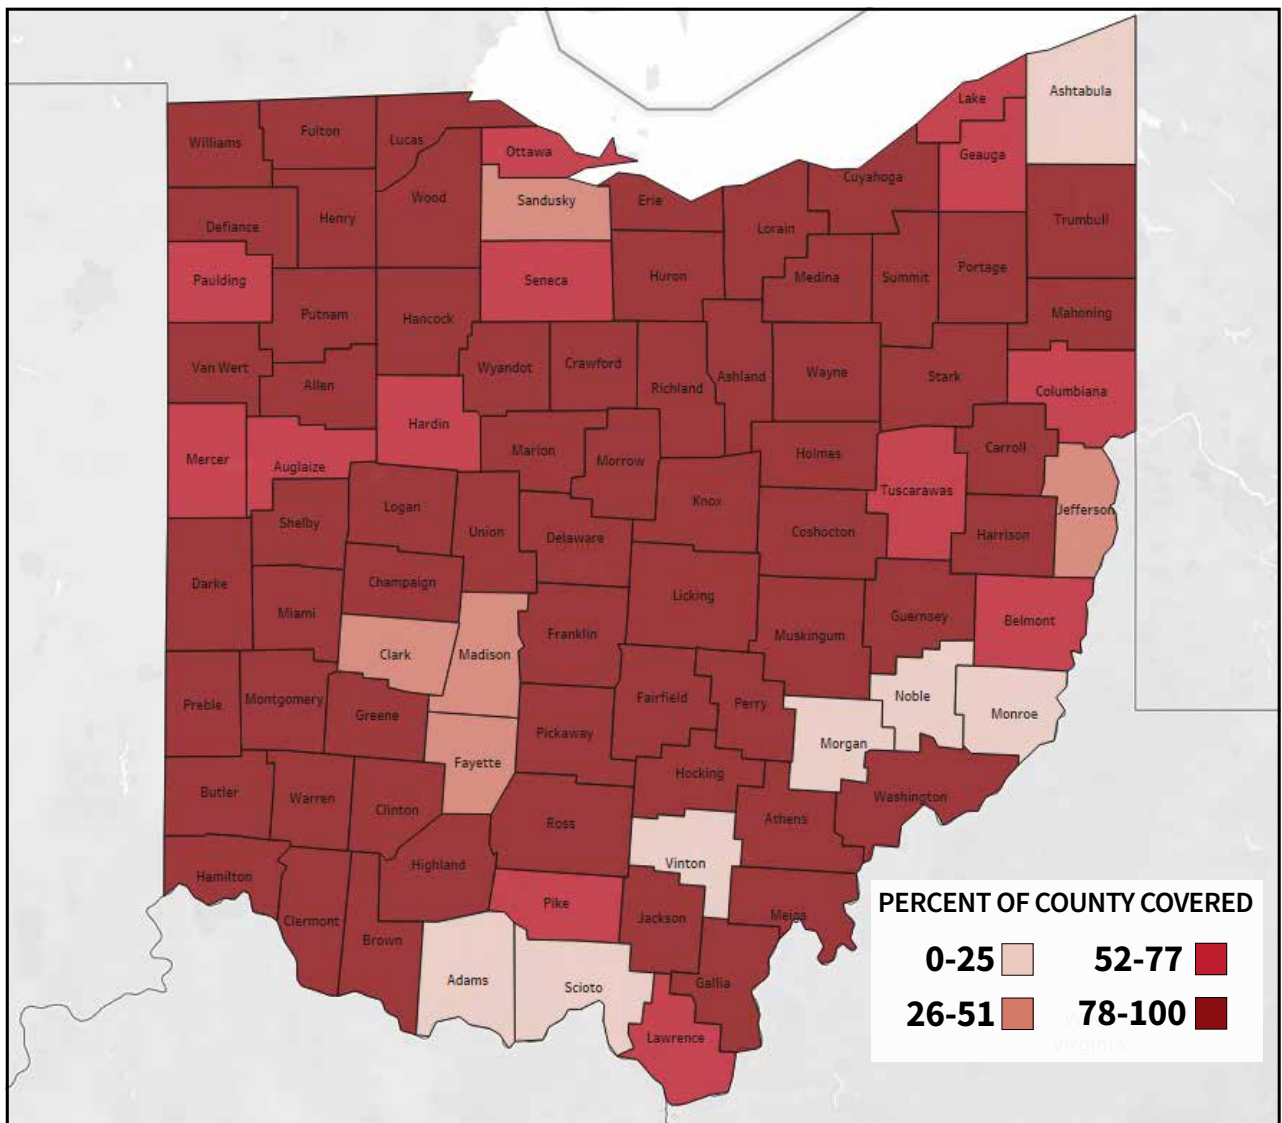 Ashtabula
Lake
Geauga
Williams
Fulton
Lucas
Ottawa
Cuyahoga
Defiance
Henry
Wood
Sandusky
Erie
Lorain
Trumbull
Paulding
Seneca
Huron
Medina
Summit
Portage
Putnam
Hancock
Mahoning
Van Wert
Allen
Wyandot
Crawford
Richland
Ashland
Wayne
Stark
Columbiana
Mercer
Auglaize
Hardin
Marion
Morrow
Holmes
Carroll
Shelby
Logan
Union
Delaware
Knox
Coshocton
Tuscarawas
Harrison
Jefferson
Darke
Miami
Champaign
Licking
Muskingum
Guernsey
Belmont
Clark
Madison
Franklin
Preble
Montgomery
Greene
Fayette
Pickaway
Fairfield
Perry
Noble
Monroe
Morgan
Butler
Warren
Clinton
Ross
Hocking
Athens
Washington
Hamilton
Highland
Vinton
Clermont
Brown
Pike
Jackson
Meigs
Adams
Scioto
Gallia
Lawrence
PERCENT OF COUNTY COVERED
0-25
52-77
26-51
78-100
Virginia